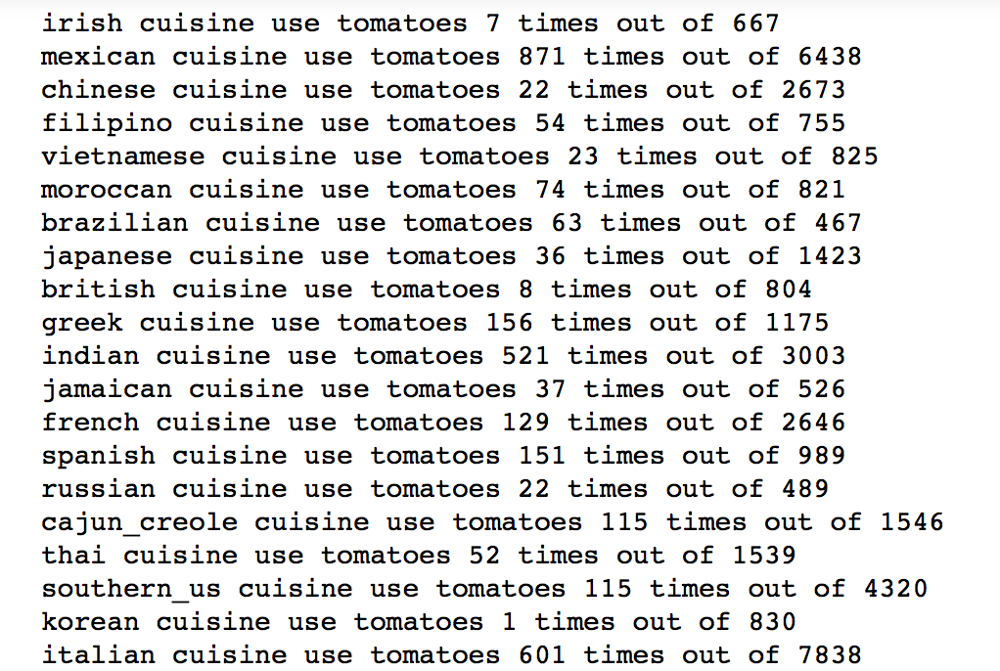 irish cuisine use tomatoes 7 times out of 667
mexican cuisine use tomatoes 871 times out of 6438
chinese cuisine use tomatoes 22 times out of 2673
filipino cuisine use tomatoes 54 times out of 755
vietnamese cuisine use tomatoes 23 times out of 825
moroccan cuisine use tomatoes 74 times out of 821
brazilian cuisine use tomatoes 63 times out of 467
japanese cuisine use tomatoes 36 times out of 1423
british cuisine use tomatoes 8 times out of 804
greek cuisine use tomatoes 156 times out of 1175
indian cuisine use tomatoes 521 times out of 3003
jamaican cuisine use tomatoes 37 times out of 526
french cuisine use tomatoes 129 times out of 2646
spanish cuisine use tomatoes 151 times out of 989
russian cuisine use tomatoes 22 times out of 489
cajun_creole cuisine use tomatoes 115 times out of 1546
thai cuisine use tomatoes 52 times out of 1539
southern_us cuisine use tomatoes 115 times out of 4320
korean cuisine use tomatoes 1 times out of 830
italian cuisine use tomatoes 601 times out of 7838